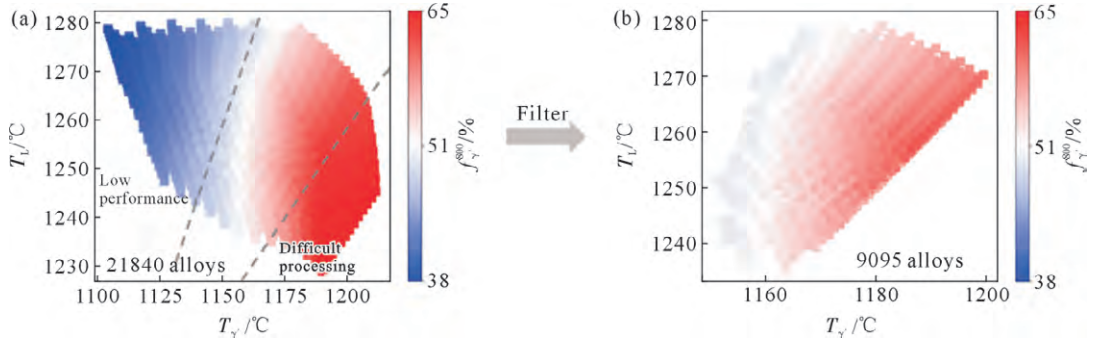 (a)
1280
1270
1260
1250
1240
1230
T_L/℃
Low
performance
21840 alloys
Difficult
processing
1100 1125 1150 1175 1200
T_γ′/℃
65
51
38
f_γ′^800/%
Filter
(b)
1280
1270
1260
1250
1240
T_L/℃
9095 alloys
1160 1180 1200
T_γ′/℃
65
51
38
f_γ′^800/%